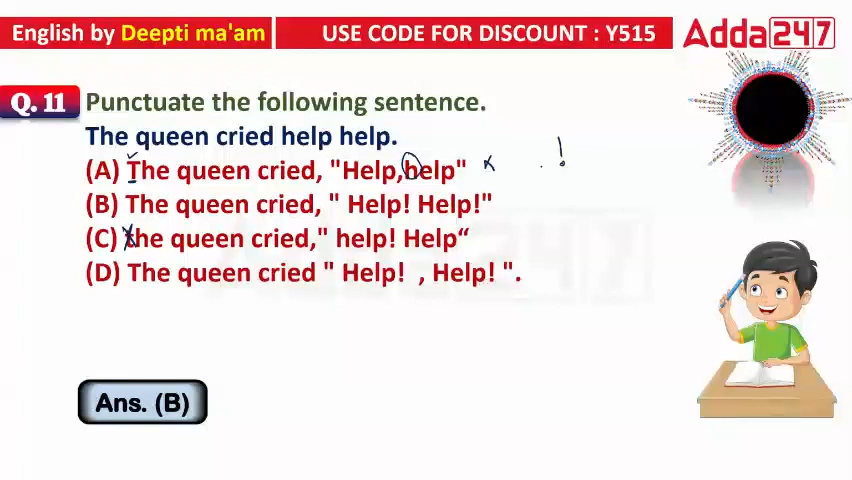 English by Deepti ma'am
USE CODE FOR DISCOUNT : Y515
Adda247
Q. 11 Punctuate the following sentence.
The queen cried help help.
(A) The queen cried, "Help,help"
(B) The queen cried, " Help! Help!"
(C) the queen cried," help! Help“
(D) The queen cried " Help! , Help! ".
Ans. (B)